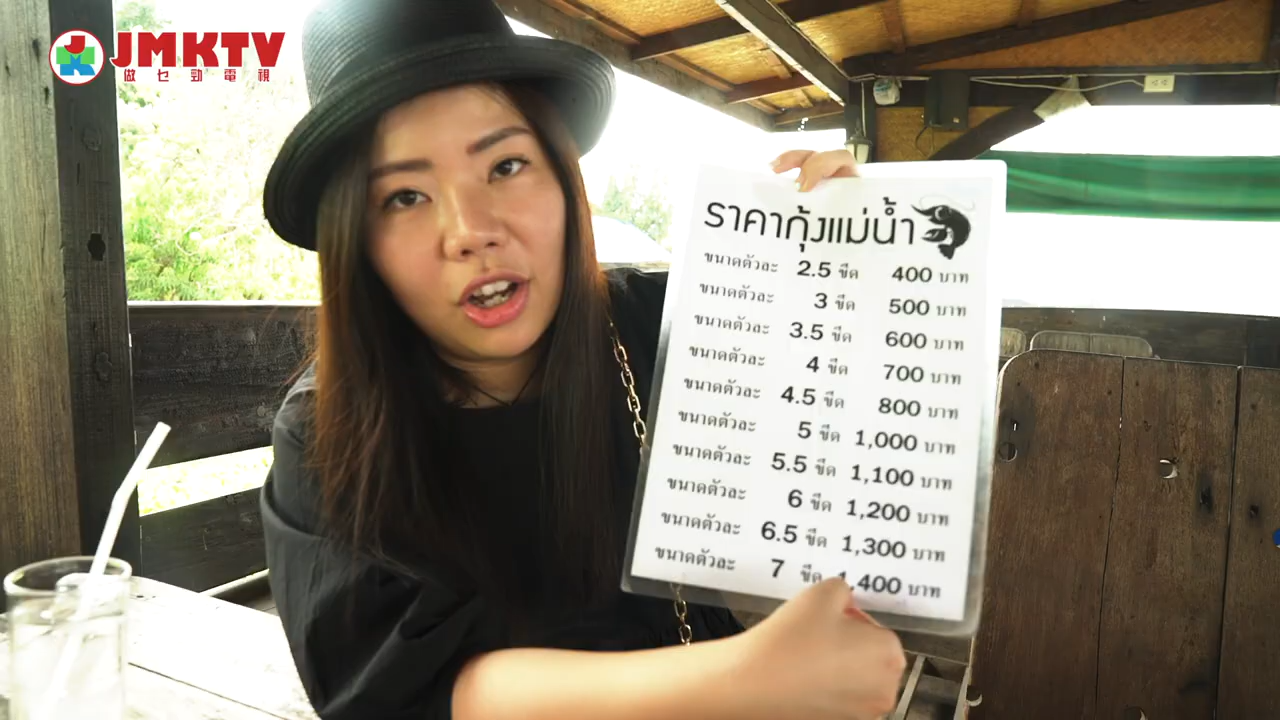 JMKTV
做乜勁電視
ราคากุ้งแม่น้ำ
ขนาดตัวละ 2.5 ขีด 400 บาท
ขนาดตัวละ 3 ขีด 500 บาท
ขนาดตัวละ 3.5 ขีด 600 บาท
ขนาดตัวละ 4 ขีด 700 บาท
ขนาดตัวละ 4.5 ขีด 800 บาท
ขนาดตัวละ 5 ขีด 1,000 บาท
ขนาดตัวละ 5.5 ขีด 1,100 บาท
ขนาดตัวละ 6 ขีด 1,200 บาท
ขนาดตัวละ 6.5 ขีด 1,300 บาท
ขนาดตัวละ 7 ขีด 1,400 บาท